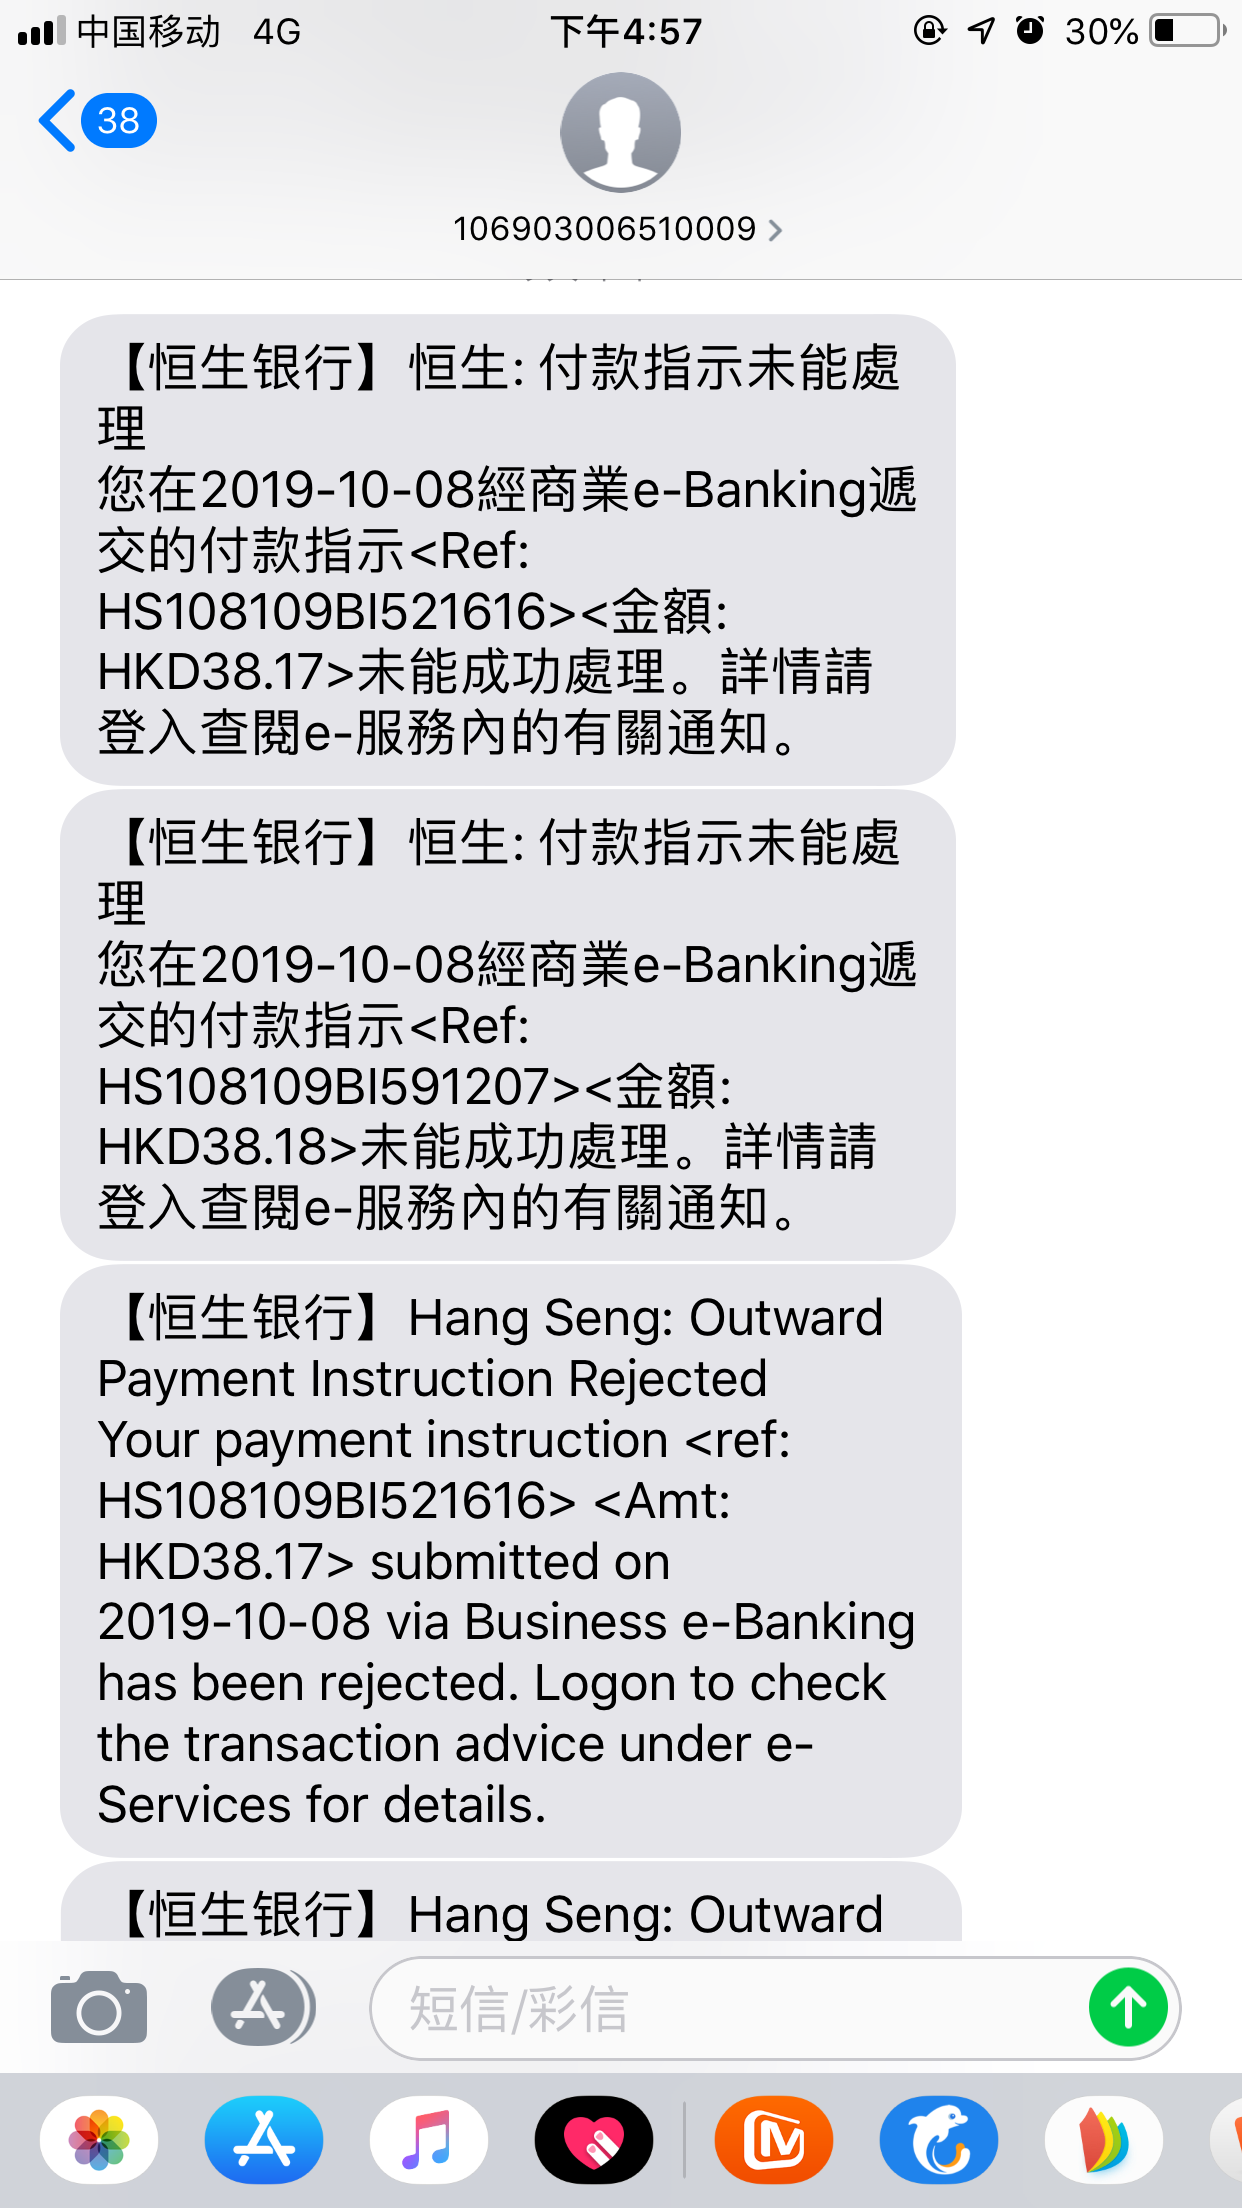 中国移动 4G 下午4:57 30%
38
106903006510009
【恒生银行】恒生: 付款指示未能處
理
您在2019-10-08經商業e-Banking遞
交的付款指示<Ref:
HS108109BI521616><金額:
HKD38.17>未能成功處理。詳情請
登入查閱e-服務內的有關通知。
【恒生银行】恒生: 付款指示未能處
理
您在2019-10-08經商業e-Banking遞
交的付款指示<Ref:
HS108109BI591207><金額:
HKD38.18>未能成功處理。詳情請
登入查閱e-服務內的有關通知。
【恒生银行】Hang Seng: Outward
Payment Instruction Rejected
Your payment instruction <ref:
HS108109BI521616> <Amt:
HKD38.17> submitted on
2019-10-08 via Business e-Banking
has been rejected. Logon to check
the transaction advice under e-
Services for details.
【恒生银行】Hang Seng: Outward
短信/彩信